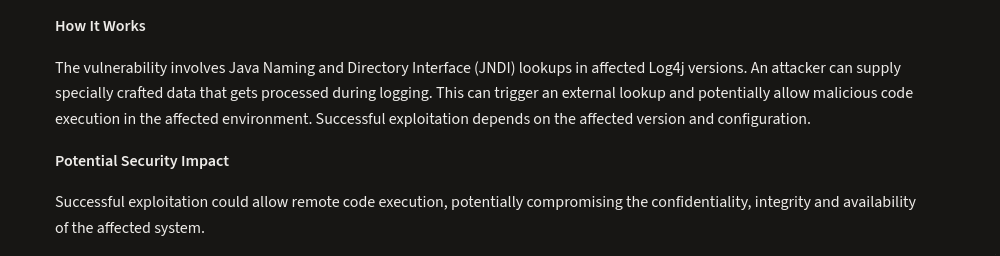 How It Works
The vulnerability involves Java Naming and Directory Interface (JNDI) lookups in affected Log4j versions. An attacker can supply
specially crafted data that gets processed during logging. This can trigger an external lookup and potentially allow malicious code
execution in the affected environment. Successful exploitation depends on the affected version and configuration.
Potential Security Impact
Successful exploitation could allow remote code execution, potentially compromising the confidentiality, integrity and availability
of the affected system.